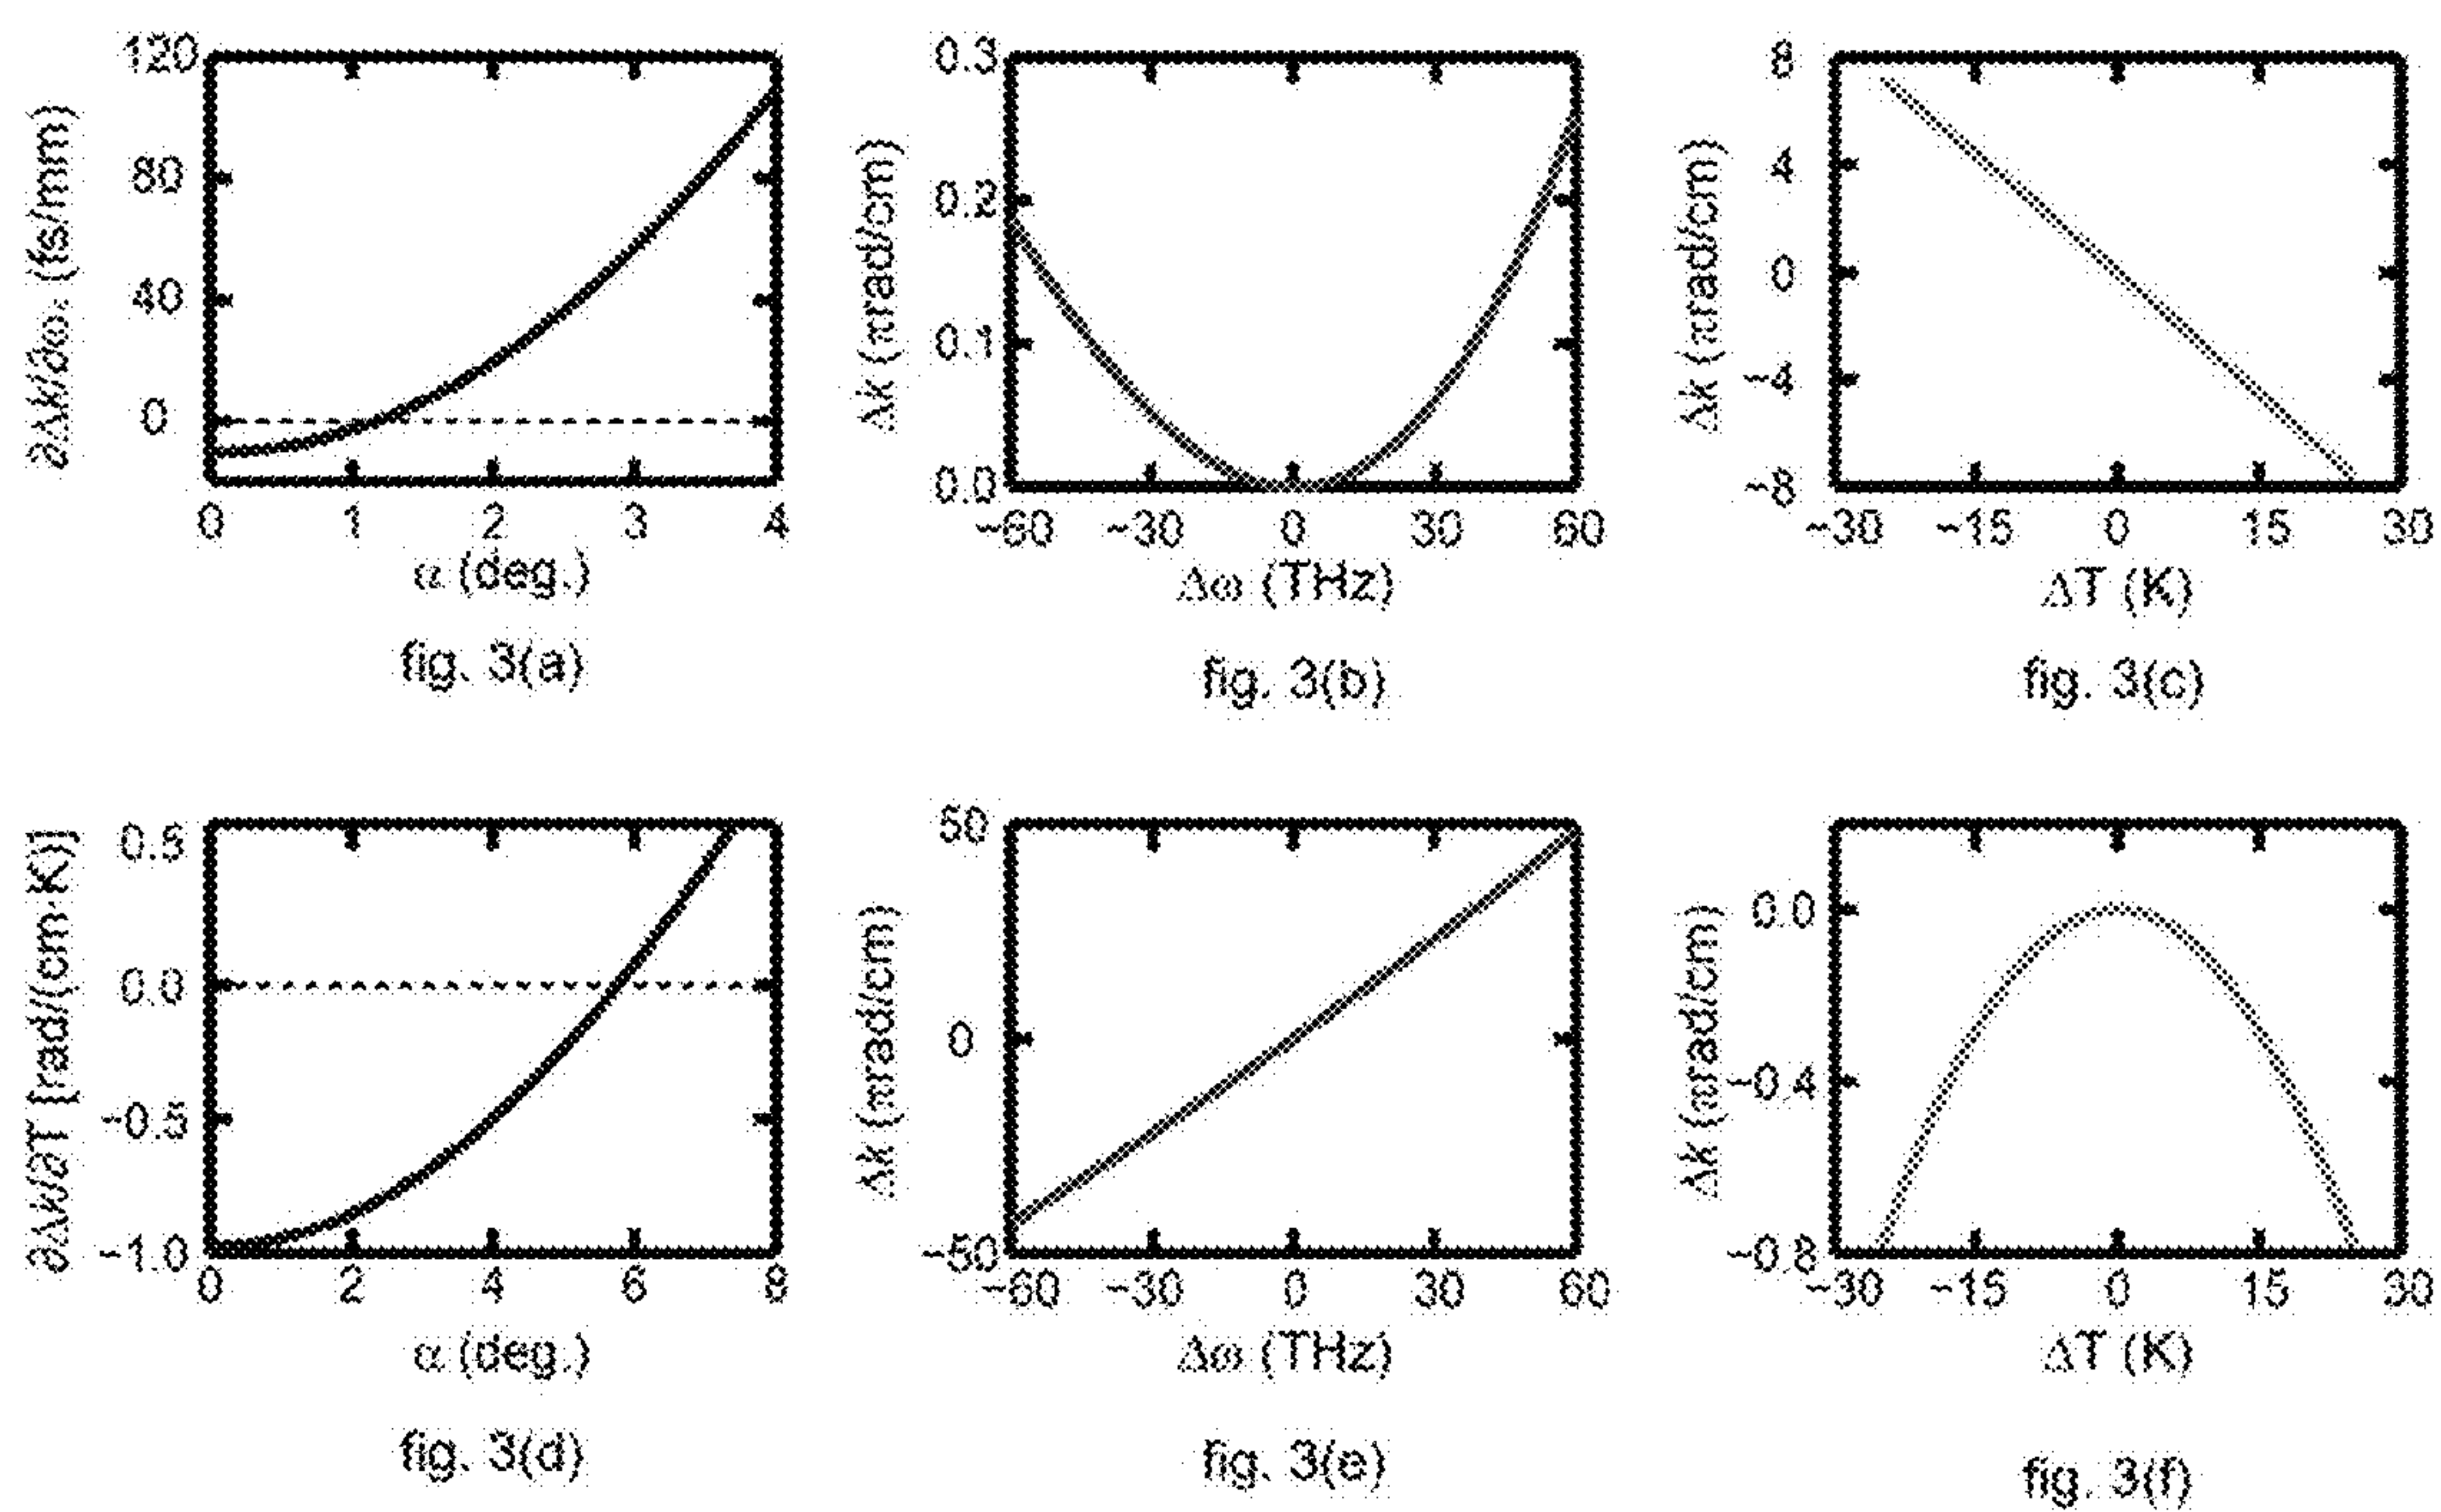 120
80
40
0
∂Δk/∂ω, (fs/mm)
0 1 2 3 4
α (deg.)
fig. 3(a)
0.3
0.2
0.1
0.0
Δk (πrad/cm)
-60 -30 0 30 60
Δω (THz)
fig. 3(b)
8
4
0
-4
-8
Δk (πrad/cm)
-30 -15 0 15 30
ΔT (K)
fig. 3(c)
0.5
0.0
-0.5
-1.0
∂Δk/∂T [rad/(cm·K)]
0 2 4 6 8
α (deg.)
fig. 3(d)
50
0
-50
Δk (πrad/cm)
-60 -30 0 30 60
Δω (THz)
fig. 3(e)
0.0
-0.4
-0.8
Δk (πrad/cm)
-30 -15 0 15 30
ΔT (K)
fig. 3(f)